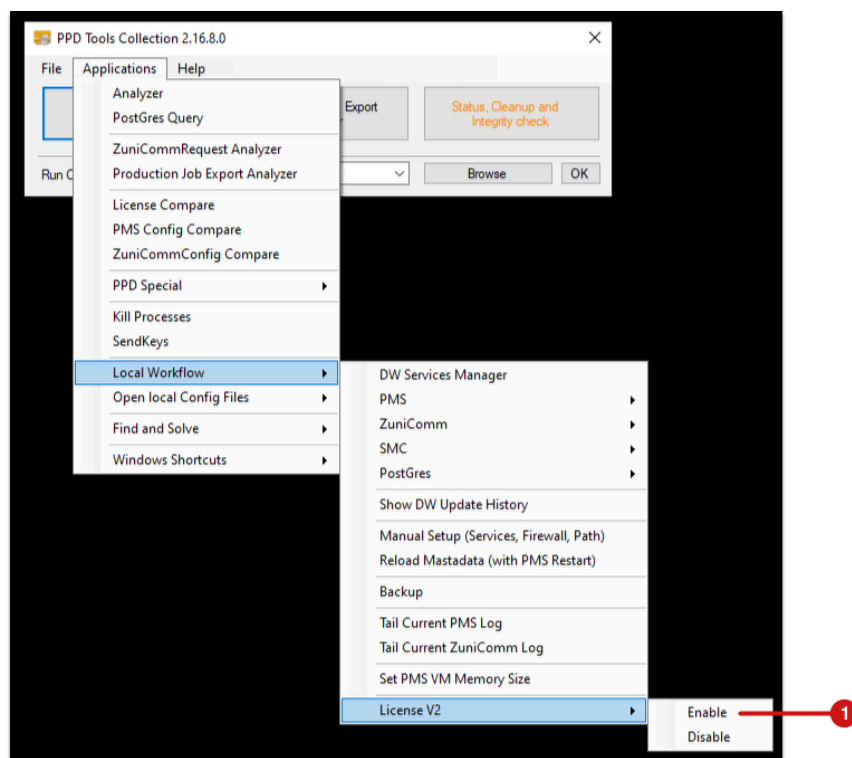 PPD Tools Collection 2.16.8.0
File Applications Help
Analyzer
PostGres Query
ZuniCommRequest Analyzer
Production Job Export Analyzer
License Compare
PMS Config Compare
ZuniCommConfig Compare
PPD Special
Kill Processes
SendKeys
Local Workflow
Open local Config Files
Find and Solve
Windows Shortcuts
Export
Status, Cleanup and
Integrity check
Run
Browse
OK
DW Services Manager
PMS
ZuniComm
SMC
PostGres
Show DW Update History
Manual Setup (Services, Firewall, Path)
Reload Mastadata (with PMS Restart)
Backup
Tail Current PMS Log
Tail Current ZuniComm Log
Set PMS VM Memory Size
License V2
Enable
Disable
1